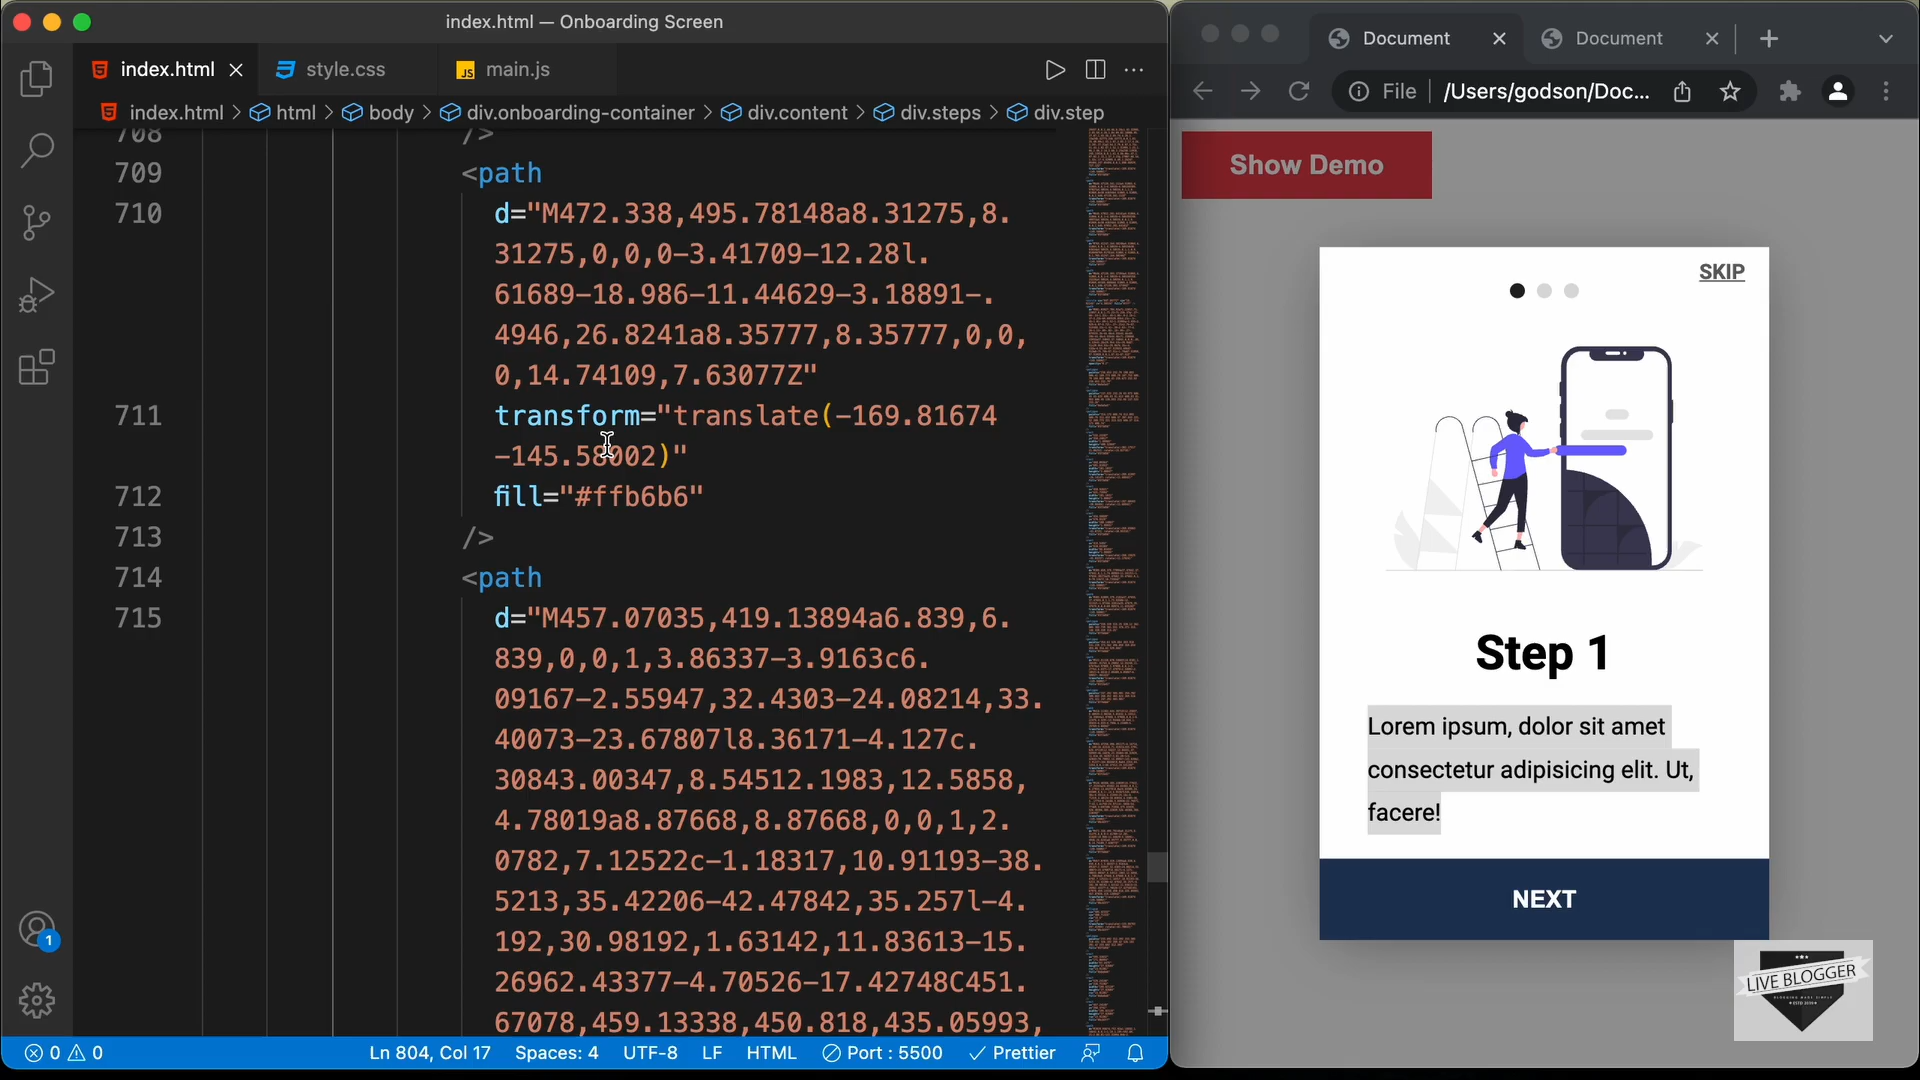 index.html — Onboarding Screen
index.html
style.css
JS main.js
index.html > html > body > div.onboarding-container > div.content > div.steps > div.step
708 />
709 <path
710 d="M472.338,495.78148a8.31275,8.
31275,0,0,0-3.41709-12.28l.
61689-18.986-11.44629-3.18891-.
4946,26.8241a8.35777,8.35777,0,0,
0,14.74109,7.63077Z"
711 transform="translate(-169.81674
-145.58002)"
712 fill="#ffb6b6"
713 />
714 <path
715 d="M457.07035,419.13894a6.839,6.
839,0,0,1,3.86337-3.9163c6.
09167-2.55947,32.4303-24.08214,33.
40073-23.67807l8.36171-4.127c.
30843.00347,8.54512.1983,12.5858,
4.78019a8.87668,8.87668,0,0,1,2.
0782,7.12522c-1.18317,10.91193-38.
5213,35.42206-42.47842,35.257l-4.
192,30.98192,1.63142,11.83613-15.
26962.43377-4.70526-17.42748C451.
67078,459.13338,450.818,435.05993,
1
0 0
Ln 804, Col 17
Spaces: 4
UTF-8
LF
HTML
Port : 5500
Prettier
Document
Document
File
/Users/godson/Doc...
Show Demo
SKIP
Step 1
Lorem ipsum, dolor sit amet
consectetur adipisicing elit. Ut,
facere!
NEXT
LIVE BLOGGER